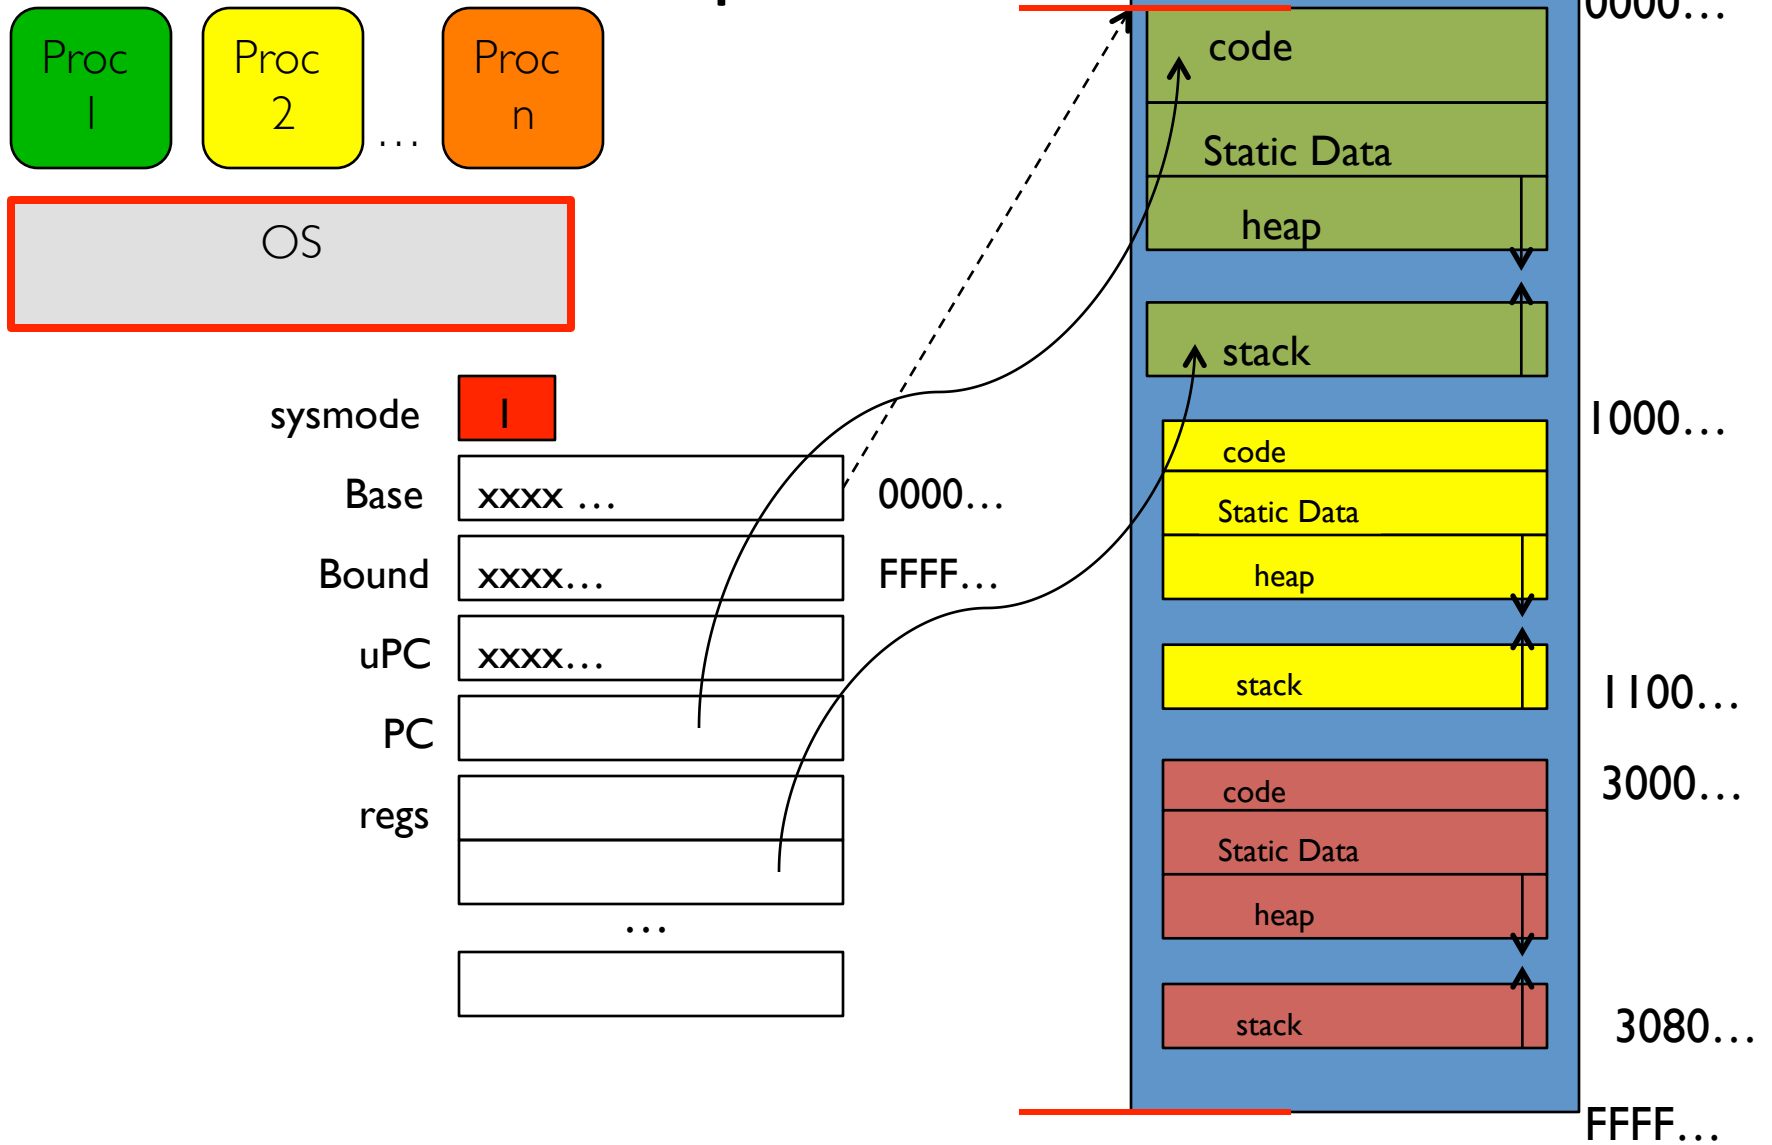 0000…
Proc
1
Proc
2
…
Proc
n
OS
code
Static Data
heap
stack
sysmode
1
1000…
Base
xxxx …
0000…
code
Static Data
heap
Bound
xxxx…
FFFF…
uPC
xxxx…
stack
1100…
PC
regs
…
code
3000…
Static Data
heap
stack
3080…
FFFF…